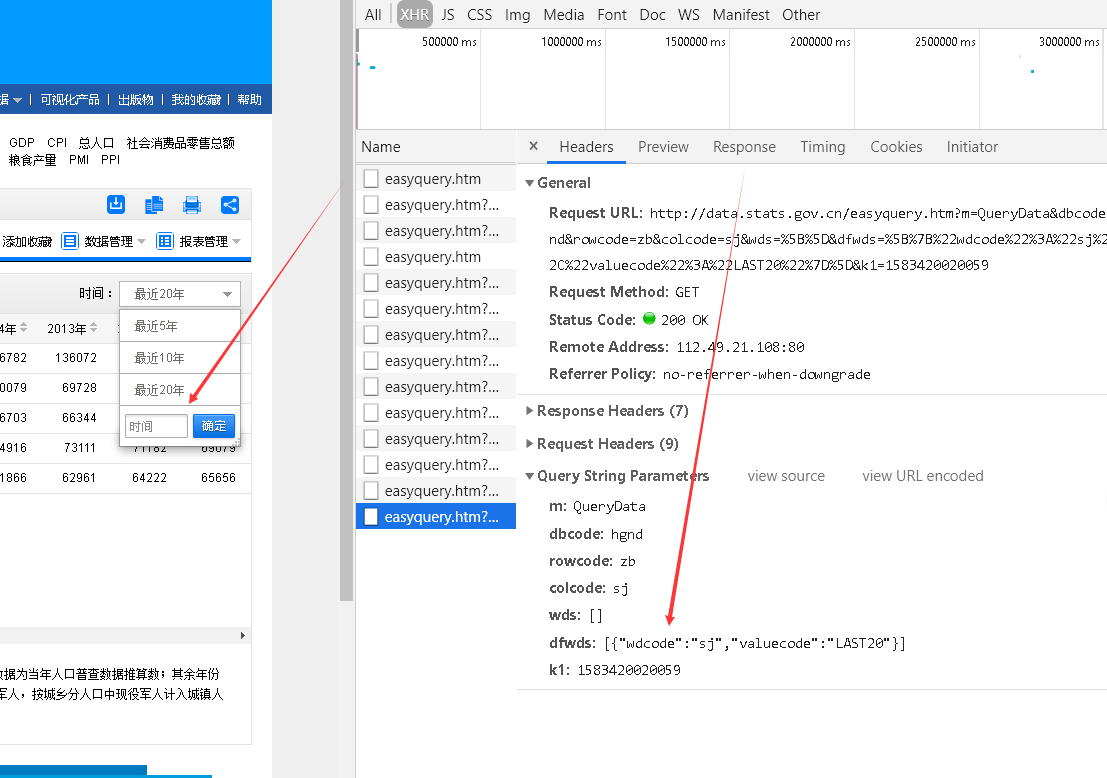 据 | 可视化产品 | 出版物 | 我的收藏 | 帮助
GDP CPI 总人口 社会消费品零售总额
粮食产量 PMI PPI
添加收藏 数据管理 报表管理
时间： 最近20年
4年 2013年
最近5年
6782 136072
最近10年
0079 69728
最近20年
6703 66344
时间 确定
4916 73111 71182 69079
1866 62961 64222 65656
数据为当年人口普查数据推算数；其余年份
军人，按城乡分人口中现役军人计入城镇人
All XHR JS CSS Img Media Font Doc WS Manifest Other
500000 ms 1000000 ms 1500000 ms 2000000 ms 2500000 ms 3000000 ms
Name
easyquery.htm
easyquery.htm?...
easyquery.htm?...
easyquery.htm
easyquery.htm?...
easyquery.htm?...
easyquery.htm?...
easyquery.htm?...
easyquery.htm?...
easyquery.htm?...
easyquery.htm?...
easyquery.htm?...
easyquery.htm?...
easyquery.htm?...
× Headers Preview Response Timing Cookies Initiator
General
Request URL: http://data.stats.gov.cn/easyquery.htm?m=QueryData&dbcode
nd&rowcode=zb&colcode=sj&wds=%5B%5D&dfwds=%5B%7B%22wdcode%22%3A%22sj%2
2C%22valuecode%22%3A%22LAST20%22%7D%5D&k1=1583420020059
Request Method: GET
Status Code: 200 OK
Remote Address: 112.49.21.108:80
Referrer Policy: no-referrer-when-downgrade
Response Headers (7)
Request Headers (9)
Query String Parameters view source view URL encoded
m: QueryData
dbcode: hgnd
rowcode: zb
colcode: sj
wds: []
dfwds: [{"wdcode":"sj","valuecode":"LAST20"}]
k1: 1583420020059